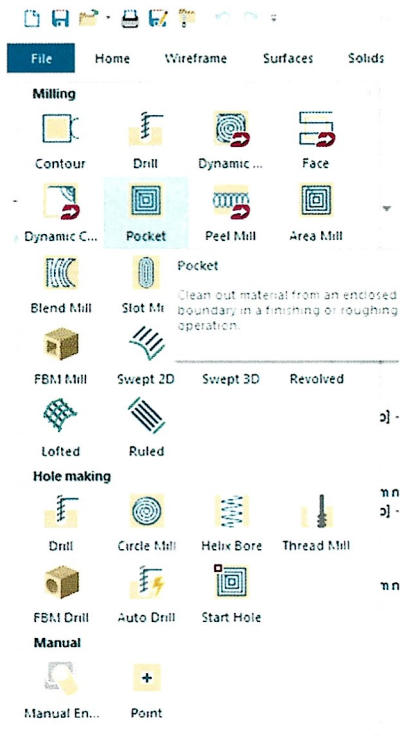 File Home Wireframe Surfaces Solids
Milling
Contour Drill Dynamic ... Face
Dynamic C... Pocket Peel Mill Area Mill
Blend Mill Slot Mi
Pocket
Clean out material from an enclosed
boundary in a finishing or roughing
operation.
FBM Mill Swept 2D Swept 3D Revolved
Lofted Ruled
Hole making
Drill Circle Mill Helix Bore Thread Mill
FBM Drill Auto Drill Start Hole
Manual
Manual En... Point